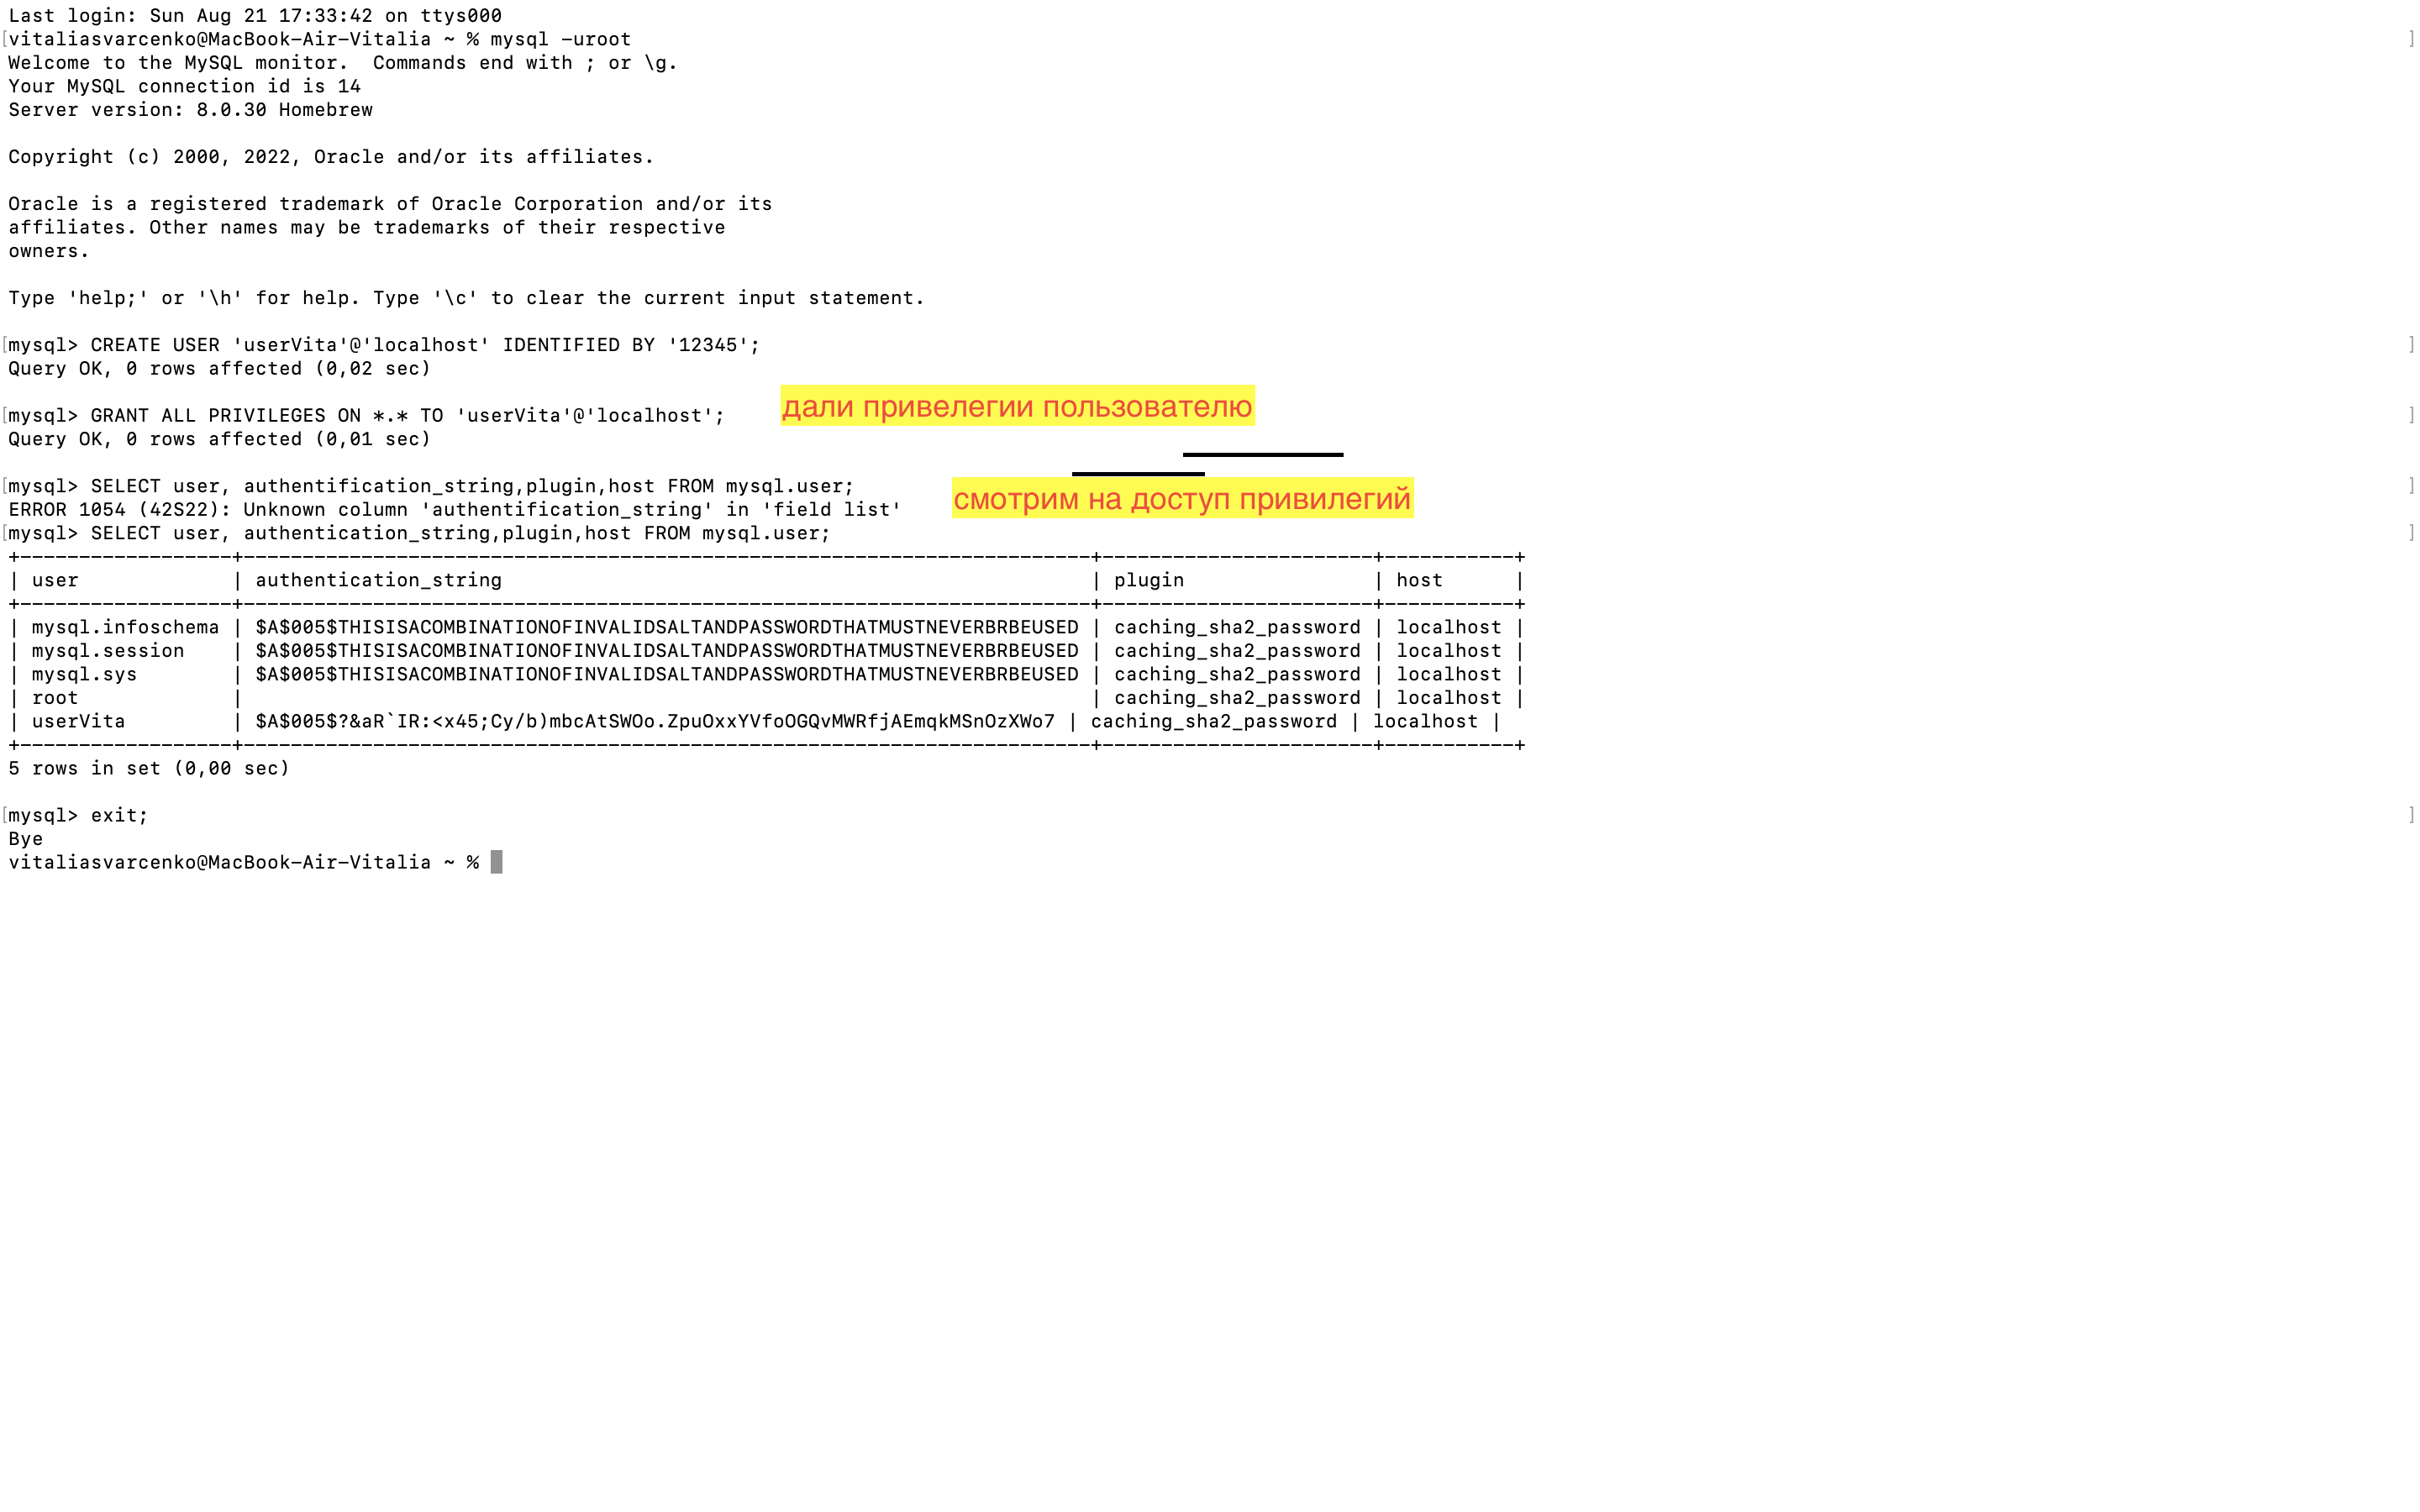 Last login: Sun Aug 21 17:33:42 on ttys000
[vitaliasvarcenko@MacBook-Air-Vitalia ~ % mysql -uroot ]
Welcome to the MySQL monitor.  Commands end with ; or \g.
Your MySQL connection id is 14
Server version: 8.0.30 Homebrew
Copyright (c) 2000, 2022, Oracle and/or its affiliates.
Oracle is a registered trademark of Oracle Corporation and/or its
affiliates. Other names may be trademarks of their respective
owners.
Type 'help;' or '\h' for help. Type '\c' to clear the current input statement.
[mysql> CREATE USER 'userVita'@'localhost' IDENTIFIED BY '12345'; ]
Query OK, 0 rows affected (0,02 sec)
[mysql> GRANT ALL PRIVILEGES ON *.* TO 'userVita'@'localhost'; ]
дали привелегии пользователю
Query OK, 0 rows affected (0,01 sec)
[mysql> SELECT user, authentification_string,plugin,host FROM mysql.user; ]
смотрим на доступ привилегий
ERROR 1054 (42S22): Unknown column 'authentification_string' in 'field list'
[mysql> SELECT user, authentication_string,plugin,host FROM mysql.user; ]
+------------------+------------------------------------------------------------------------+-----------------------+-----------+
| user             | authentication_string                                                  | plugin                | host      |
+------------------+------------------------------------------------------------------------+-----------------------+-----------+
| mysql.infoschema | $A$005$THISISACOMBINATIONOFINVALIDSALTANDPASSWORDTHATMUSTNEVERBRBEUSED | caching_sha2_password | localhost |
| mysql.session    | $A$005$THISISACOMBINATIONOFINVALIDSALTANDPASSWORDTHATMUSTNEVERBRBEUSED | caching_sha2_password | localhost |
| mysql.sys        | $A$005$THISISACOMBINATIONOFINVALIDSALTANDPASSWORDTHATMUSTNEVERBRBEUSED | caching_sha2_password | localhost |
| root             |                                                                        | caching_sha2_password | localhost |
| userVita         | $A$005$?&aR`IR:<x45;Cy/b)mbcAtSWOo.ZpuOxxYVfoOGQvMWRfjAEmqkMSnOzXWo7 | caching_sha2_password | localhost |
+------------------+------------------------------------------------------------------------+-----------------------+-----------+
5 rows in set (0,00 sec)
[mysql> exit; ]
Bye
vitaliasvarcenko@MacBook-Air-Vitalia ~ %